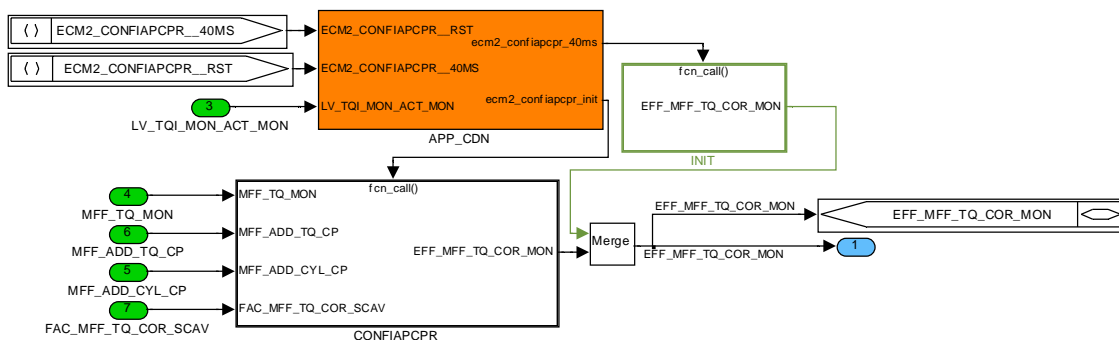 ( ) ECM2_CONFIAPCPR__40MS
( ) ECM2_CONFIAPCPR__RST
3
LV_TQI_MON_ACT_MON
ECM2_CONFIAPCPR__RST
ecm2_confiapcpr_40ms
ECM2_CONFIAPCPR__40MS
ecm2_confiapcpr_init
LV_TQI_MON_ACT_MON
APP_CDN
fcn_call()
EFF_MFF_TQ_COR_MON
INIT
4
MFF_TQ_MON
6
MFF_ADD_TQ_CP
5
MFF_ADD_CYL_CP
7
FAC_MFF_TQ_COR_SCAV
fcn_call()
MFF_TQ_MON
MFF_ADD_TQ_CP
EFF_MFF_TQ_COR_MON
MFF_ADD_CYL_CP
FAC_MFF_TQ_COR_SCAV
CONFIAPCPR
Merge
EFF_MFF_TQ_COR_MON
EFF_MFF_TQ_COR_MON
EFF_MFF_TQ_COR_MON
1